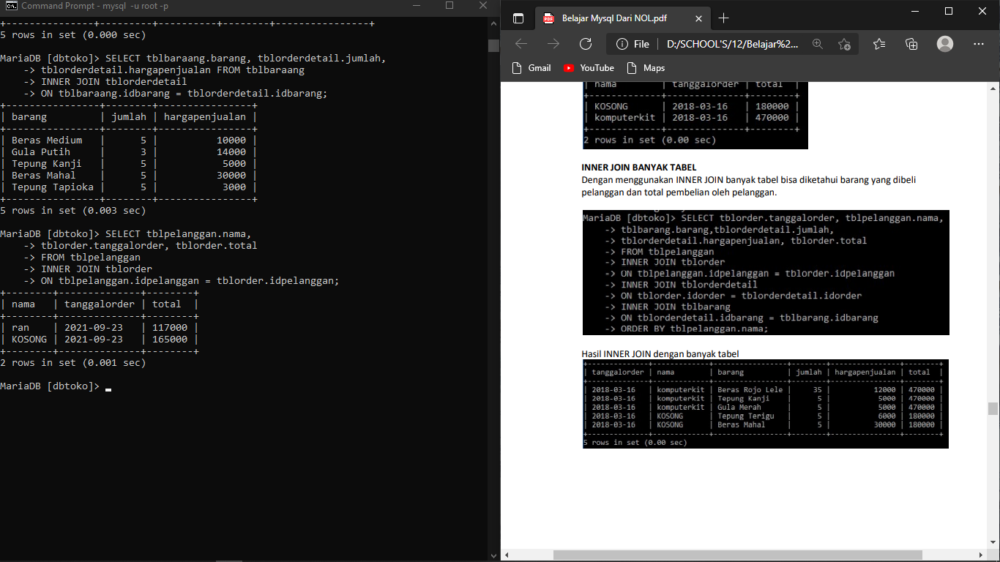 Command Prompt - mysql -u root -p
+---------------+---------+----------+--------+----------------+
5 rows in set (0.000 sec)
MariaDB [dbtoko]> SELECT tblbaraang.barang, tblorderdetail.jumlah,
-> tblorderdetail.hargapenjualan FROM tblbaraang
-> INNER JOIN tblorderdetail
-> ON tblbaraang.idbarang = tblorderdetail.idbarang;
+----------------+--------+----------------+
| barang | jumlah | hargapenjualan |
+----------------+--------+----------------+
| Beras Medium | 5 | 10000 |
| Gula Putih | 3 | 14000 |
| Tepung Kanji | 5 | 5000 |
| Beras Mahal | 5 | 30000 |
| Tepung Tapioka | 5 | 3000 |
+----------------+--------+----------------+
5 rows in set (0.003 sec)
MariaDB [dbtoko]> SELECT tblpelanggan.nama,
-> tblorder.tanggalorder, tblorder.total
-> FROM tblpelanggan
-> INNER JOIN tblorder
-> ON tblpelanggan.idpelanggan = tblorder.idpelanggan;
+--------+--------------+--------+
| nama | tanggalorder | total |
+--------+--------------+--------+
| ran | 2021-09-23 | 117000 |
| KOSONG | 2021-09-23 | 165000 |
+--------+--------------+--------+
2 rows in set (0.001 sec)
MariaDB [dbtoko]>
PDF Belajar Mysql Dari NOL.pdf
File D:/SCHOOL'S/12/Belajar%2...
Gmail YouTube Maps
| nama | tanggalorder | total |
+-------------+--------------+--------+
| KOSONG | 2018-03-16 | 180000 |
| komputerkit | 2018-03-16 | 470000 |
+-------------+--------------+--------+
2 rows in set (0.00 sec)
INNER JOIN BANYAK TABEL
Dengan menggunakan INNER JOIN banyak tabel bisa diketahui barang yang dibeli
pelanggan dan total pembelian oleh pelanggan.
MariaDB [dbtoko]> SELECT tblorder.tanggalorder, tblpelanggan.nama,
-> tblbarang.barang,tblorderdetail.jumlah,
-> tblorderdetail.hargapenjualan, tblorder.total
-> FROM tblpelanggan
-> INNER JOIN tblorder
-> ON tblpelanggan.idpelanggan = tblorder.idpelanggan
-> INNER JOIN tblorderdetail
-> ON tblorder.idorder = tblorderdetail.idorder
-> INNER JOIN tblbarang
-> ON tblorderdetail.idbarang = tblbarang.idbarang
-> ORDER BY tblpelanggan.nama;
Hasil INNER JOIN dengan banyak tabel
+--------------+-------------+-----------------+--------+----------------+--------+
| tanggalorder | nama | barang | jumlah | hargapenjualan | total |
+--------------+-------------+-----------------+--------+----------------+--------+
| 2018-03-16 | komputerkit | Beras Rojo Lele | 35 | 12000 | 470000 |
| 2018-03-16 | komputerkit | Tepung Kanji | 5 | 5000 | 470000 |
| 2018-03-16 | komputerkit | Gula Merah | 5 | 5000 | 470000 |
| 2018-03-16 | KOSONG | Tepung Terigu | 5 | 6000 | 180000 |
| 2018-03-16 | KOSONG | Beras Mahal | 5 | 30000 | 180000 |
+--------------+-------------+-----------------+--------+----------------+--------+
5 rows in set (0.00 sec)